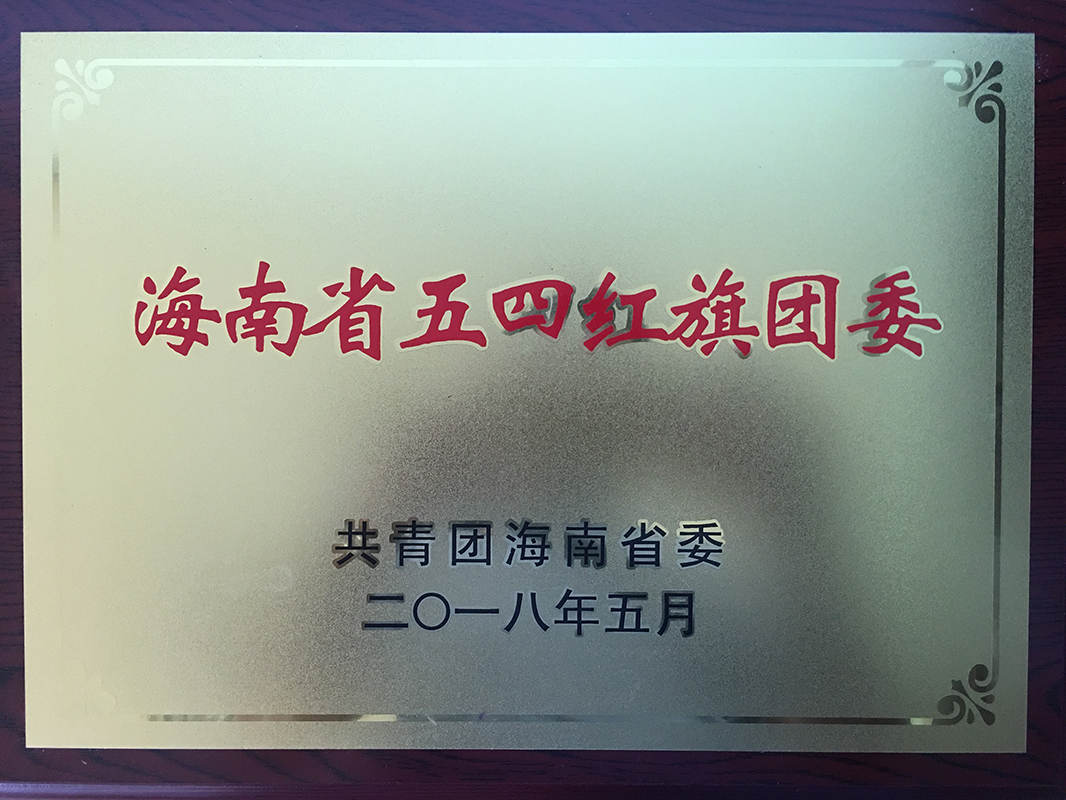 海南省五四红旗团委
共青团海南省委
二〇一八年五月